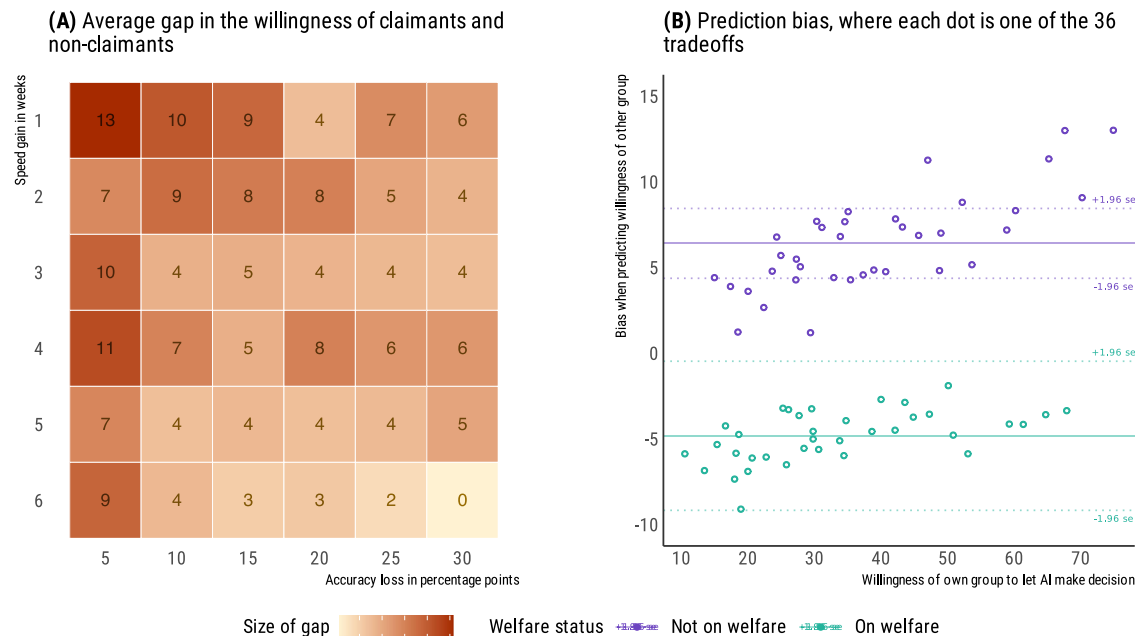 (A) Average gap in the willingness of claimants and
non-claimants
Speed gain in weeks
1 13 10 9 4 7 6
2 7 9 8 8 5 4
3 10 4 5 4 4 4
4 11 7 5 8 6 6
5 7 4 4 4 4 5
6 9 4 3 3 2 0
5 10 15 20 25 30
Accuracy loss in percentage points
(B) Prediction bias, where each dot is one of the 36
tradeoffs
Bias when predicting willingness of other group
15
10
+1.96 se
5
-1.96 se
0
+1.96 se
-5
-1.96 se
-10
10 20 30 40 50 60 70
Willingness of own group to let AI make decision
Size of gap
Welfare status Not on welfare On welfare